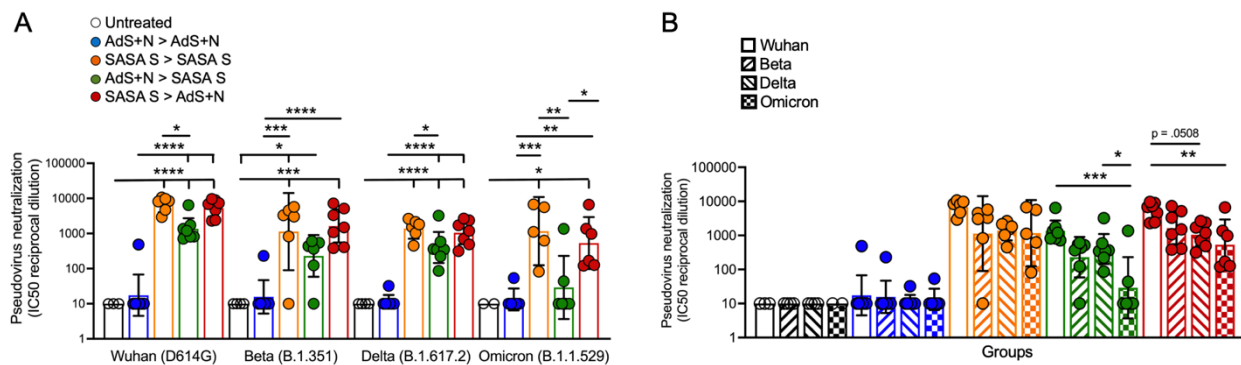 A
Untreated
AdS+N > AdS+N
SASA S > SASA S
AdS+N > SASA S
SASA S > AdS+N
Pseudovirus neutralization
(IC50 reciprocal dilution)
100000
10000
1000
100
10
1
*
****
****
****
***
*
***
*
****
****
*
**
**
***
*
Wuhan (D614G)
Beta (B.1.351)
Delta (B.1.617.2)
Omicron (B.1.1.529)
B
Wuhan
Beta
Delta
Omicron
Pseudovirus neutralization
(IC50 reciprocal dilution)
100000
10000
1000
100
10
1
*
***
p = .0508
**
Groups